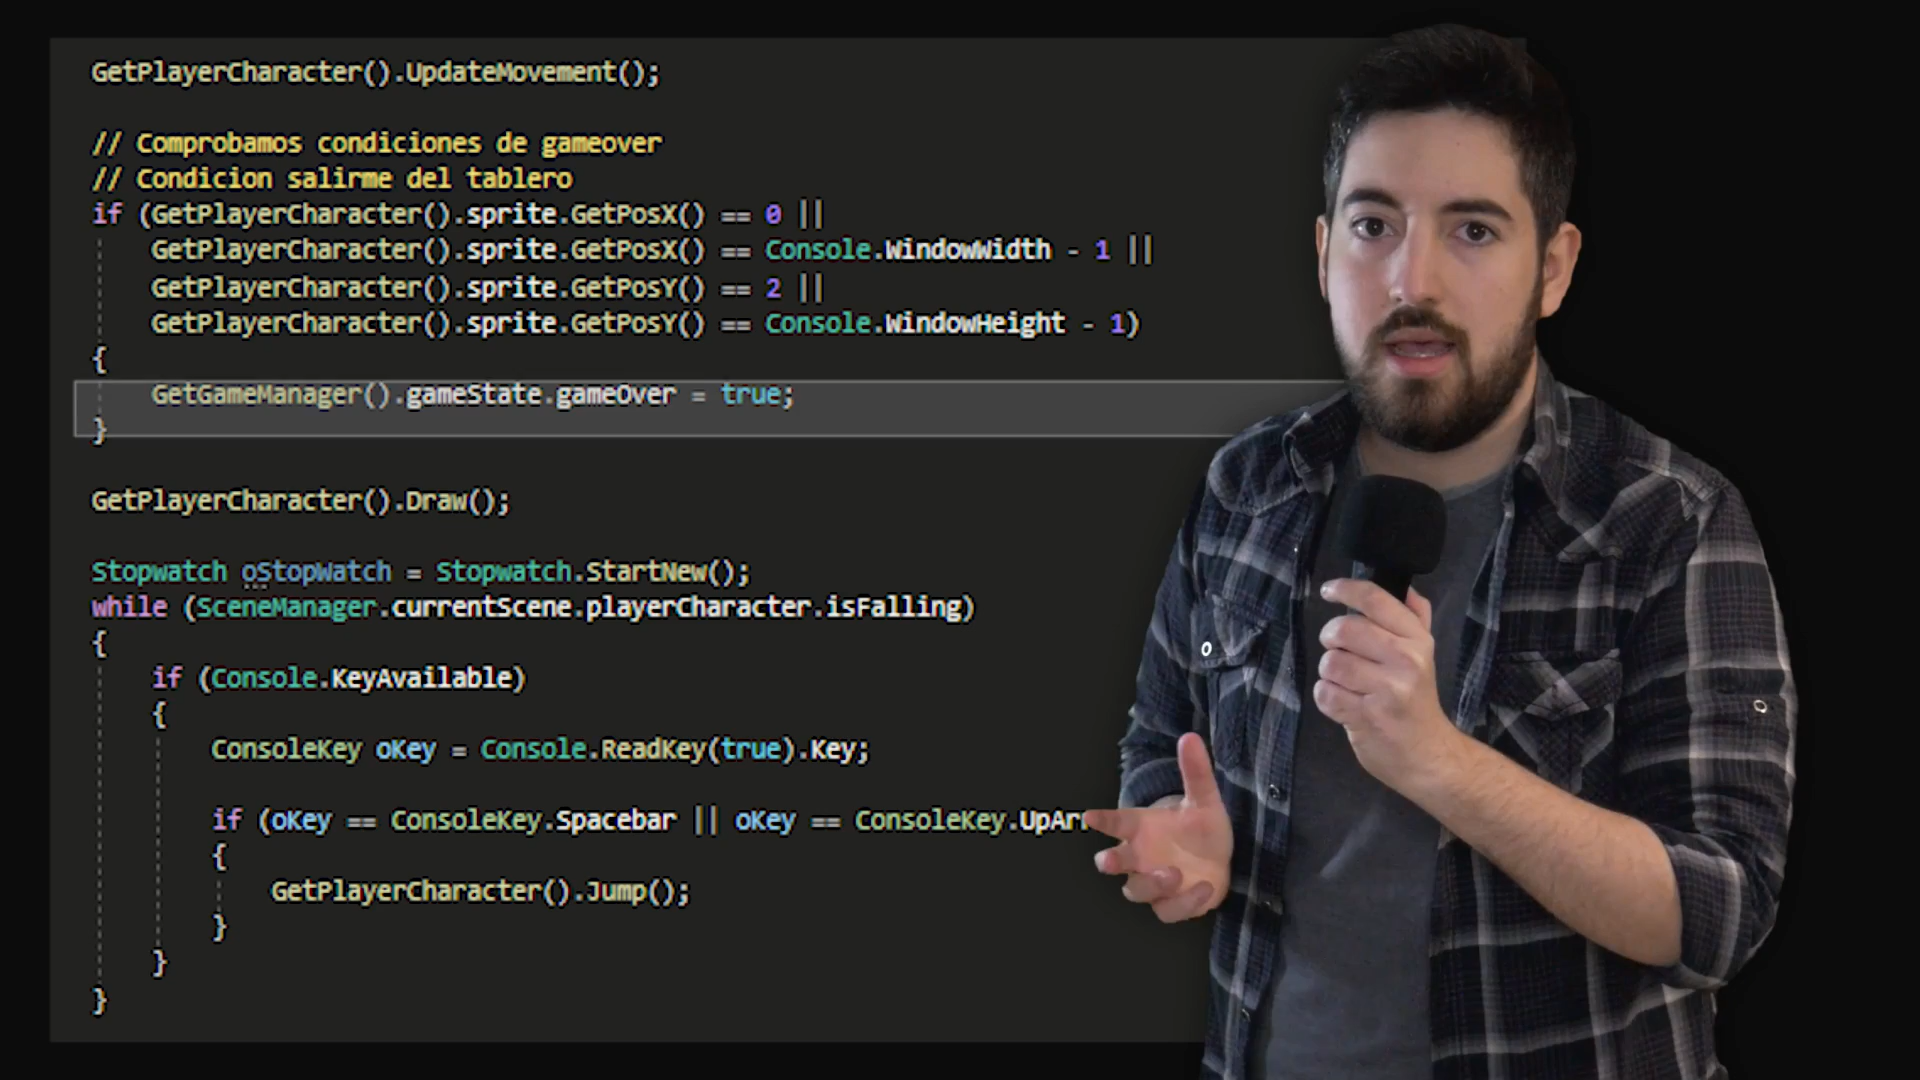 GetPlayerCharacter().UpdateMovement();
// Comprobamos condiciones de gameover
// Condicion salirme del tablero
if (GetPlayerCharacter().sprite.GetPosX() == 0 ||
GetPlayerCharacter().sprite.GetPosX() == Console.WindowWidth - 1 ||
GetPlayerCharacter().sprite.GetPosY() == 2 ||
GetPlayerCharacter().sprite.GetPosY() == Console.WindowHeight - 1)
{
GetGameManager().gameState.gameOver = true;
}
GetPlayerCharacter().Draw();
Stopwatch oStopWatch = Stopwatch.StartNew();
while (SceneManager.currentScene.playerCharacter.isFalling)
{
if (Console.KeyAvailable)
{
ConsoleKey oKey = Console.ReadKey(true).Key;
if (oKey == ConsoleKey.Spacebar || oKey == ConsoleKey.UpArr
{
GetPlayerCharacter().Jump();
}
}
}